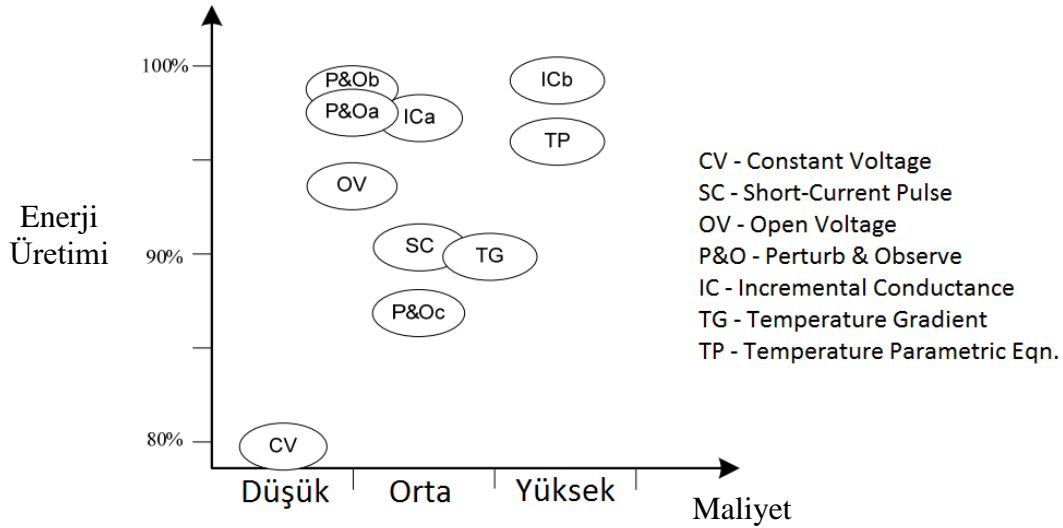 100%
P&Ob
ICb
P&Oa
ICa
TP
CV - Constant Voltage
SC - Short-Current Pulse
OV - Open Voltage
P&O - Perturb & Observe
IC - Incremental Conductance
TG - Temperature Gradient
TP - Temperature Parametric Eqn.
OV
Enerji
Üretimi
SC
TG
90%
P&Oc
80%
CV
Düşük
Orta
Yüksek
Maliyet